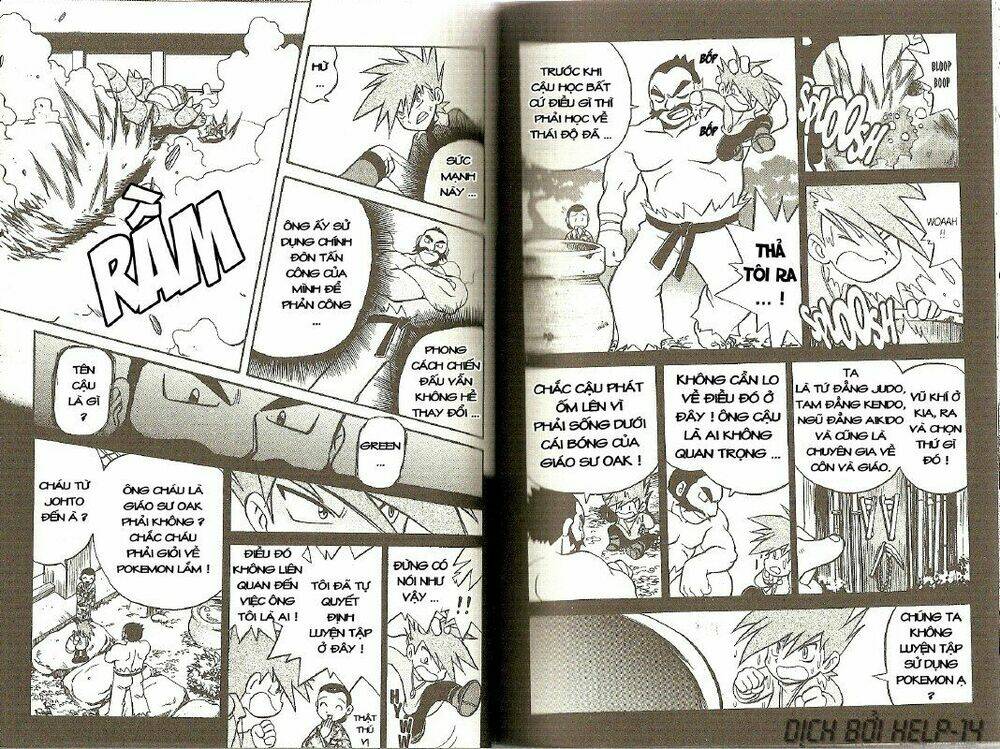 BLOOP
BOOP
SPLOOSH
WOAAH
!!
SPLOOSH
BỐP
BỐP
TRƯỚC KHI
CẬU HỌC BẤT
CỨ ĐIỀU GÌ THÌ
PHẢI HỌC VỀ
THÁI ĐỘ ĐÃ ...
THẢ
TÔI RA
... !
VŨ KHÍ Ở
KIA, RA
VÀ CHỌN
THỨ GÌ
ĐÓ !
TA
LÀ TỨ ĐẲNG JUDO,
TAM ĐẲNG KENDO,
NGŨ ĐẲNG AIKIDO
VÀ CŨNG LÀ
CHUYÊN GIA VỀ
CÔN VÀ GIÁO.
KHÔNG CẦN LO
VỀ ĐIỀU ĐÓ Ở
ĐÂY ! ÔNG CẬU
LÀ AI KHÔNG
QUAN TRỌNG ...
CHẮC CẬU PHÁT
ỐM LÊN VÌ
PHẢI SỐNG DƯỚI
CÁI BÓNG CỦA
GIÁO SƯ OAK !
CHÚNG TA
KHÔNG
LUYỆN TẬP
SỬ DỤNG
POKEMON Ạ
?
DỊCH BỞI HELP-14
HỪ
...
SỨC
MẠNH
NÀY ...
ÔNG ẤY SỬ
DỤNG CHÍNH
ĐÒN TẤN
CÔNG CỦA
MÌNH ĐỂ
PHẢN CÔNG
...
PHONG
CÁCH CHIẾN
ĐẤU VẪN
KHÔNG HỀ
THAY ĐỔI ...
RẦM
TÊN
CẬU
LÀ GÌ
?
GREEN
...
ÔNG CHÁU LÀ
GIÁO SƯ OAK
PHẢI KHÔNG ?
CHẮC CHÁU
PHẢI GIỎI VỀ
POKEMON LẮM !
CHÁU TỪ
JOHTO
ĐẾN À ?
ĐỪNG CÓ
NÓI NHƯ
VẬY ...
!!
TÔI ĐÃ TỰ
QUYẾT
ĐỊNH
LUYỆN TẬP
Ở ĐÂY !
ĐIỀU ĐÓ
KHÔNG LIÊN
QUAN ĐẾN
VIỆC ÔNG
TÔI LÀ AI !
THẬT
THÚ VỊ